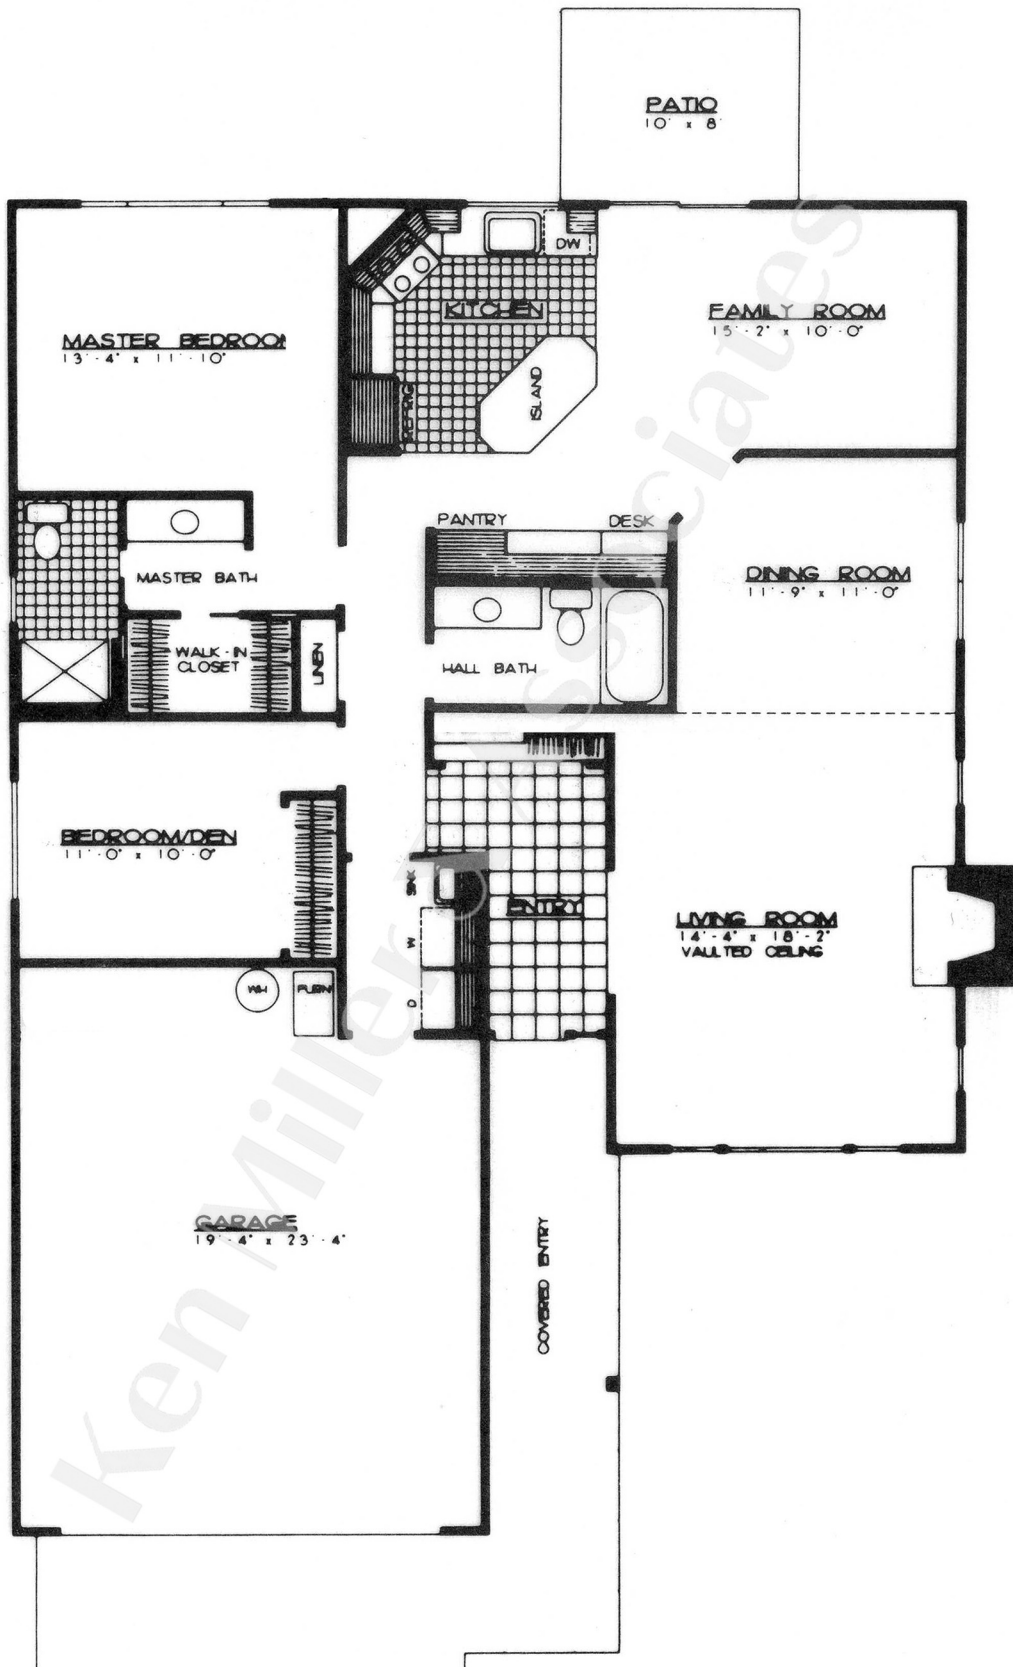 PATIO
10' x 8'
DW
KITCHEN
FAMILY ROOM
15'-2" x 10'-0"
MASTER BEDROOM
13'-4" x 11'-10"
ISLAND
REFRIG
PANTRY
DESK
MASTER BATH
DINING ROOM
11'-9" x 11'-0"
WALK-IN
CLOSET
LINEN
HALL BATH
BEDROOM/DEN
11'-0" x 10'-0"
SINK
W
D
ENTRY
LIVING ROOM
14'-4" x 18'-2"
VAULTED CEILING
WH
FURN
GARAGE
19'-4" x 23'-4"
COVERED ENTRY
Ken Miller Associates